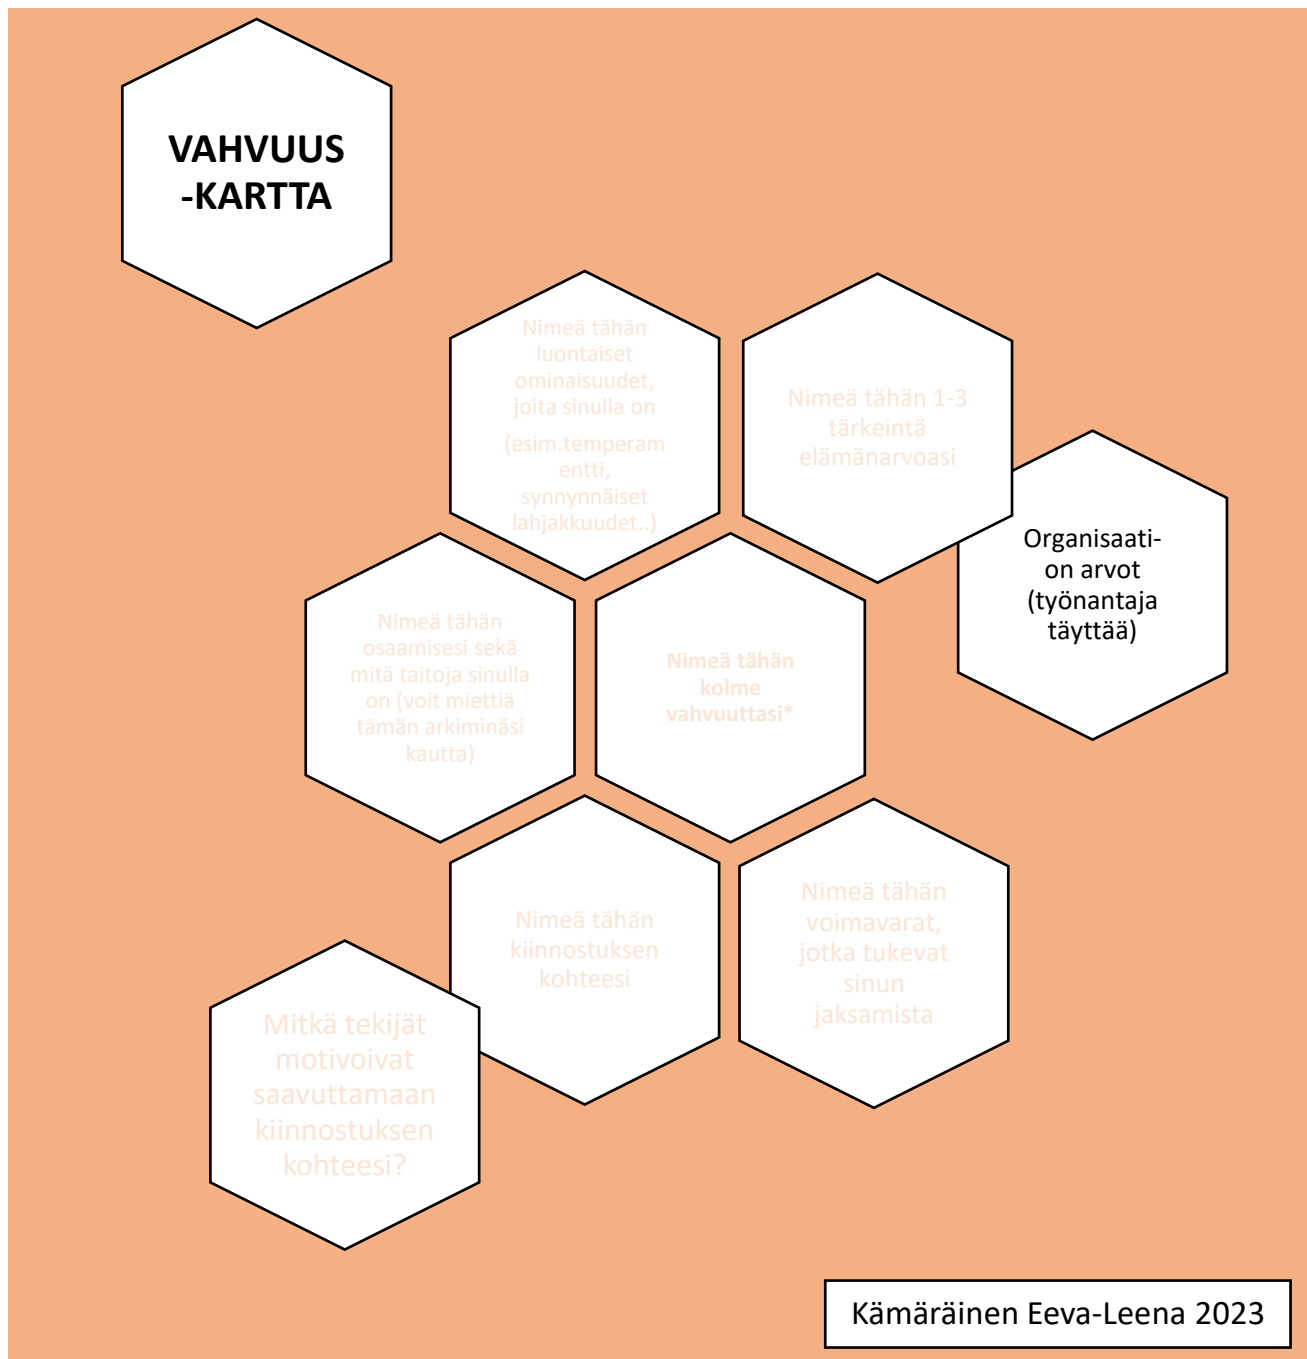 VAHVUUS
-KARTTA
Nimeä tähän
luontaiset
ominaisuudet,
joita sinulla on
(esim.temperam
entti,
synnynnäiset
lahjakkuudet..)
Nimeä tähän 1-3
tärkeintä
elämänarvoasi
Organisaati-
on arvot
(työnantaja
täyttää)
Nimeä tähän
osaamisesi sekä
mitä taitoja sinulla
on (voit miettiä
tämän arkiminäsi
kautta)
Nimeä tähän
kolme
vahvuuttasi*
Nimeä tähän
kiinnostuksen
kohteesi
Nimeä tähän
voimavarat,
jotka tukevat
sinun
jaksamista
Mitkä tekijät
motivoivat
saavuttamaan
kiinnostuksen
kohteesi?
Kämäräinen Eeva-Leena 2023